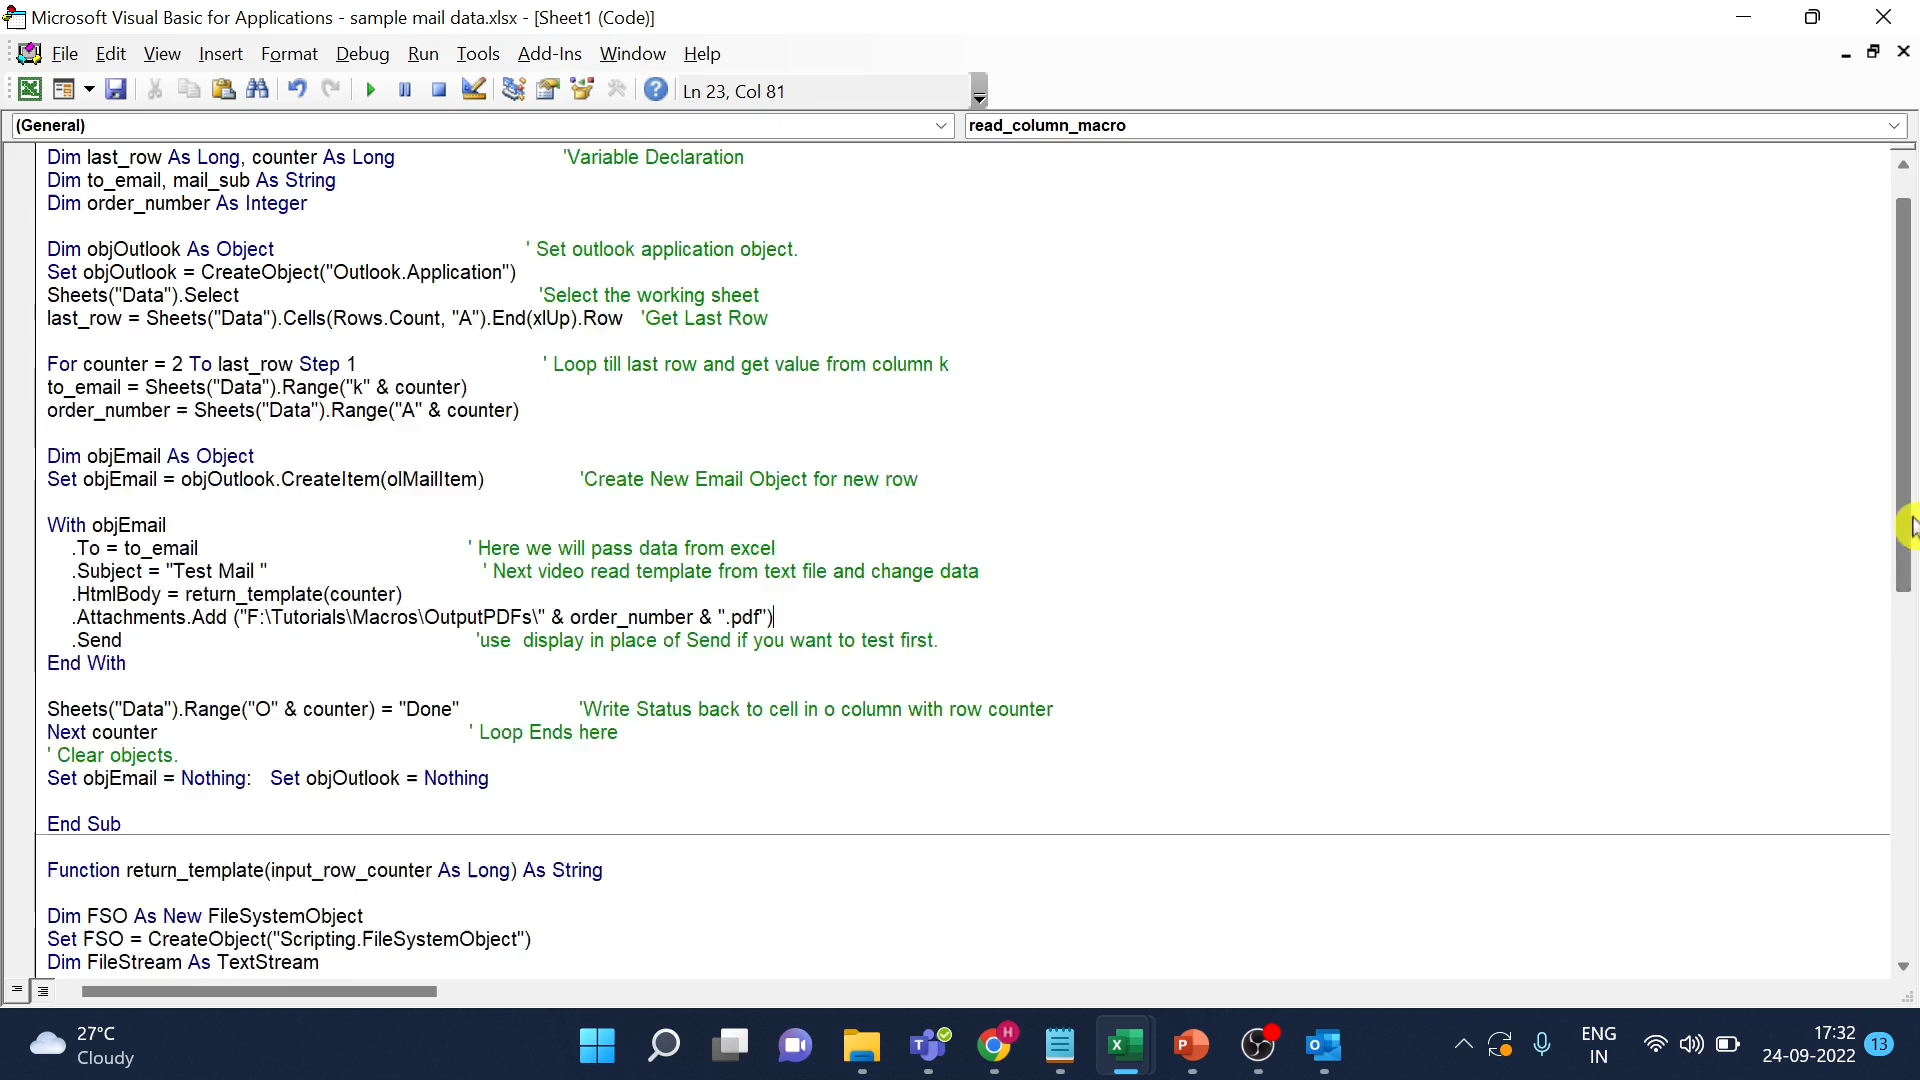 Microsoft Visual Basic for Applications - sample mail data.xlsx - [Sheet1 (Code)]
File Edit View Insert Format Debug Run Tools Add-Ins Window Help
Ln 23, Col 81
(General) read_column_macro
Dim last_row As Long, counter As Long 'Variable Declaration
Dim to_email, mail_sub As String
Dim order_number As Integer
Dim objOutlook As Object ' Set outlook application object.
Set objOutlook = CreateObject("Outlook.Application")
Sheets("Data").Select 'Select the working sheet
last_row = Sheets("Data").Cells(Rows.Count, "A").End(xlUp).Row 'Get Last Row
For counter = 2 To last_row Step 1 ' Loop till last row and get value from column k
to_email = Sheets("Data").Range("k" & counter)
order_number = Sheets("Data").Range("A" & counter)
Dim objEmail As Object
Set objEmail = objOutlook.CreateItem(olMailItem) 'Create New Email Object for new row
With objEmail
.To = to_email ' Here we will pass data from excel
.Subject = "Test Mail " ' Next video read template from text file and change data
.HtmlBody = return_template(counter)
.Attachments.Add ("F:\Tutorials\Macros\OutputPDFs\" & order_number & ".pdf")
.Send 'use  display in place of Send if you want to test first.
End With
Sheets("Data").Range("O" & counter) = "Done" 'Write Status back to cell in o column with row counter
Next counter ' Loop Ends here
' Clear objects.
Set objEmail = Nothing:   Set objOutlook = Nothing
End Sub
Function return_template(input_row_counter As Long) As String
Dim FSO As New FileSystemObject
Set FSO = CreateObject("Scripting.FileSystemObject")
Dim FileStream As TextStream
27°C
Cloudy
H
ENG
IN
17:32
24-09-2022
13